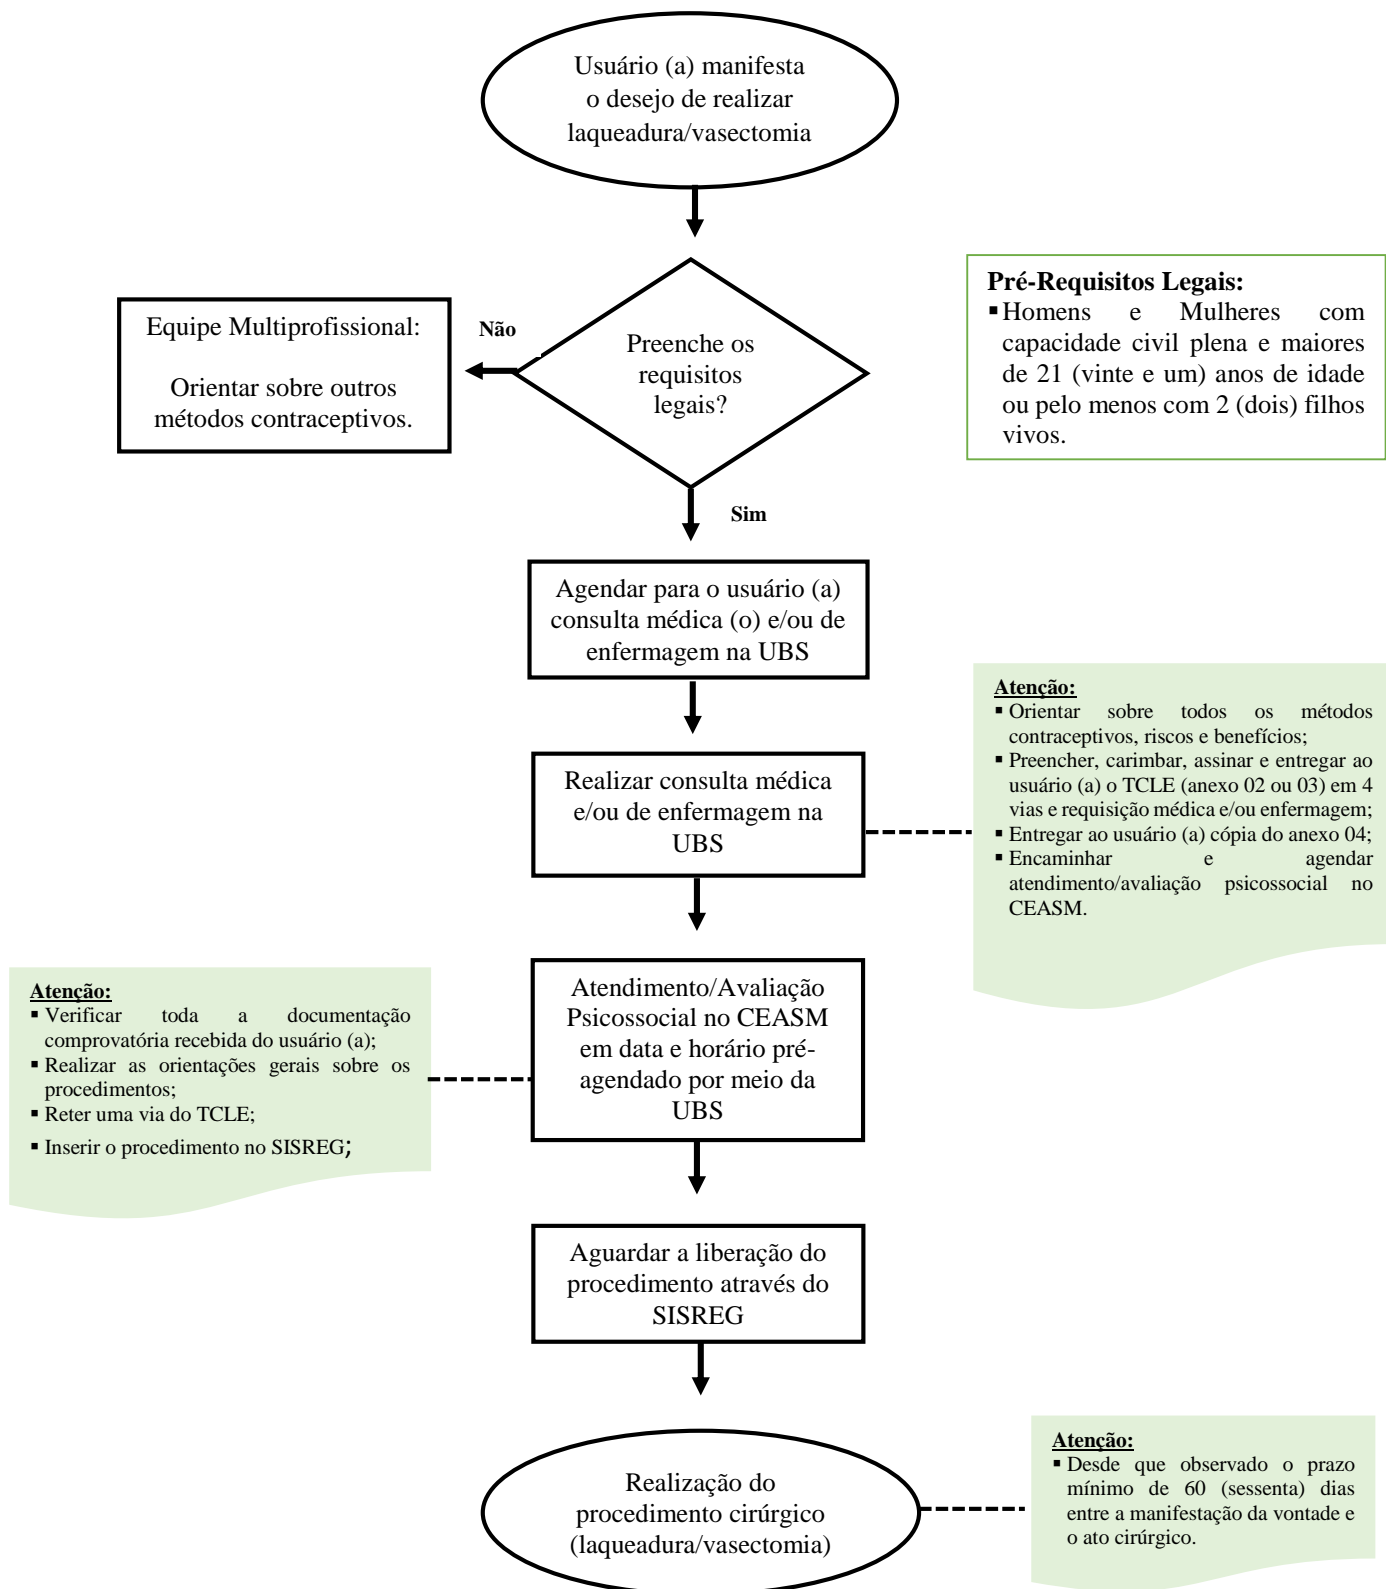 Usuário (a) manifesta
o desejo de realizar
laqueadura/vasectomia
Pré-Requisitos Legais:
▪ Homens e Mulheres com
capacidade civil plena e maiores
de 21 (vinte e um) anos de idade
ou pelo menos com 2 (dois) filhos
vivos.
Preenche os
requisitos
legais?
Não
Equipe Multiprofissional:
Orientar sobre outros
métodos contraceptivos.
Sim
Agendar para o usuário (a)
consulta médica (o) e/ou de
enfermagem na UBS
Realizar consulta médica
e/ou de enfermagem na
UBS
Atenção:
▪ Orientar sobre todos os métodos
contraceptivos, riscos e benefícios;
▪ Preencher, carimbar, assinar e entregar ao
usuário (a) o TCLE (anexo 02 ou 03) em 4
vias e requisição médica e/ou enfermagem;
▪ Entregar ao usuário (a) cópia do anexo 04;
▪ Encaminhar e agendar
atendimento/avaliação psicossocial no
CEASM.
Atendimento/Avaliação
Psicossocial no CEASM
em data e horário pré-
agendado por meio da
UBS
Atenção:
▪ Verificar toda a documentação
comprovatória recebida do usuário (a);
▪ Realizar as orientações gerais sobre os
procedimentos;
▪ Reter uma via do TCLE;
▪ Inserir o procedimento no SISREG;
Aguardar a liberação do
procedimento através do
SISREG
Realização do
procedimento cirúrgico
(laqueadura/vasectomia)
Atenção:
▪ Desde que observado o prazo
mínimo de 60 (sessenta) dias
entre a manifestação da vontade e
o ato cirúrgico.